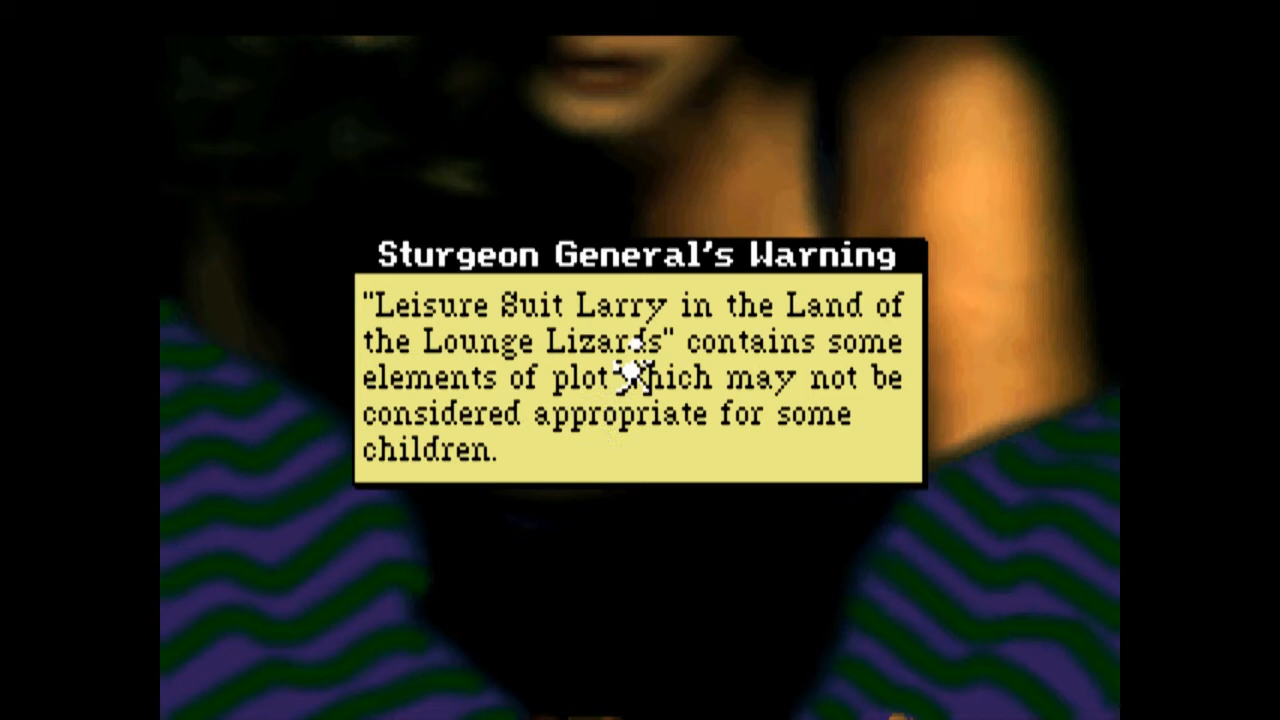 Sturgeon General's Warning
"Leisure Suit Larry in the Land of
the Lounge Lizards" contains some
elements of plot which may not be
considered appropriate for some
children.